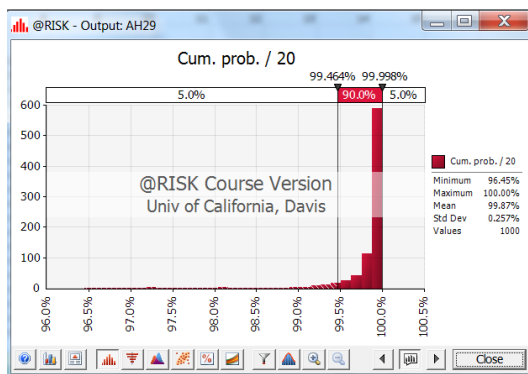 @RISK - Output: AH29
Cum. prob. / 20
99.464% 99.998%
5.0% 90.0% 5.0%
600
500
400
300
200
100
0
@RISK Course Version
Univ of California, Davis
96.0%
96.5%
97.0%
97.5%
98.0%
98.5%
99.0%
99.5%
100.0%
100.5%
Cum. prob. / 20
Minimum 96.45%
Maximum 100.00%
Mean 99.87%
Std Dev 0.257%
Values 1000
Close